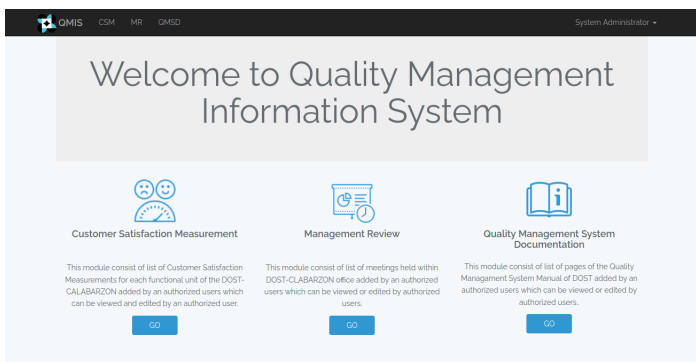 QMIS CSM MR QMSD System Administrator
Welcome to Quality Management
Information System
Customer Satisfaction Measurement
This module consist of list of Customer Satisfaction
Measurements for each functional unit of the DOST-
CALABARZON added by an authorized users which
can be viewed and edited by an authorized user.
GO
Management Review
This module consist of list of meetings held within
DOST-CLABARZON office added by an authorized
users which can be viewed or edited by authorized
users.
GO
Quality Management System
Documentation
This module consist of list of pages of the Quality
Management System Manual of DOST added by an
authorized users which can be viewed or edited by
authorized users.
GO